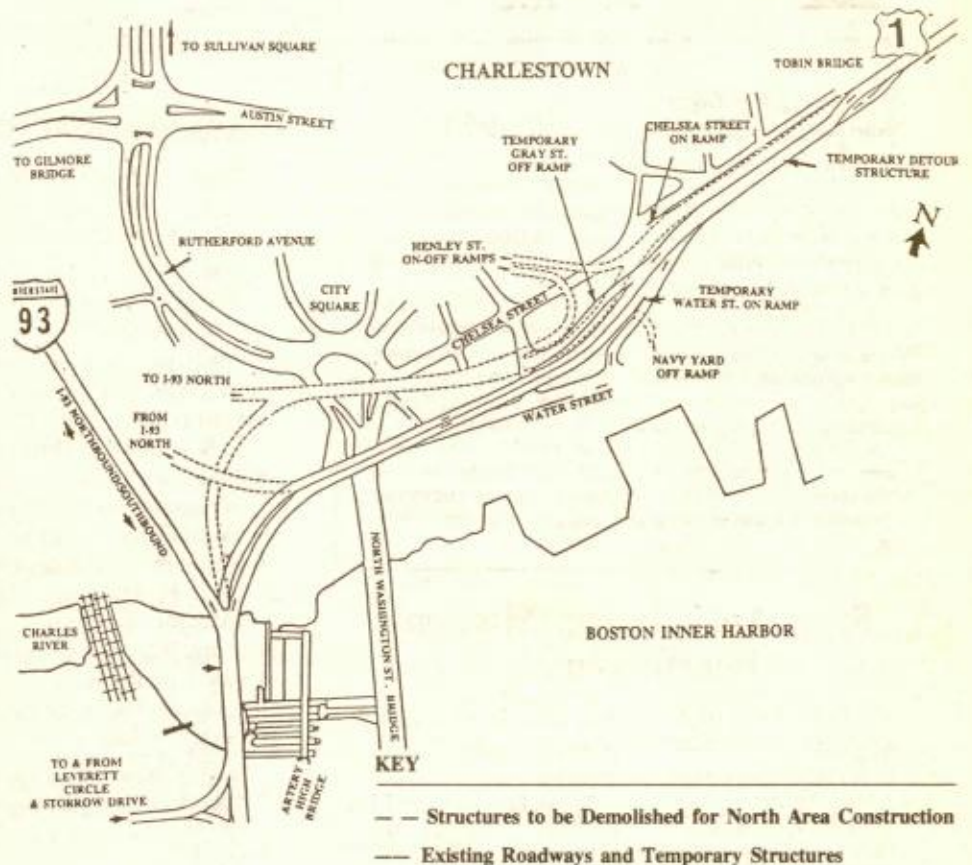 TO SULLIVAN SQUARE
1
CHARLESTOWN
TOBIN BRIDGE
AUSTIN STREET
TEMPORARY
GRAY ST.
OFF RAMP
CHELSEA STREET
ON RAMP
TO GILMORE
BRIDGE
TEMPORARY DETOUR
STRUCTURE
N
RUTHERFORD AVENUE
HENLEY ST.
ON-OFF RAMPS
CITY
SQUARE
INTERSTATE
93
CHELSEA STREET
TEMPORARY
WATER ST. ON RAMP
NAVY YARD
OFF RAMP
TO I-93 NORTH
WATER STREET
FROM
I-93
NORTH
I-93 NORTHBOUND/SOUTHBOUND
NORTH WASHINGTON ST. BRIDGE
CHARLES
RIVER
BOSTON INNER HARBOR
TO & FROM
LEVERETT
CIRCLE
& STORROW DRIVE
ARTERY
HIGH
BRIDGE
KEY
-- -- Structures to be Demolished for North Area Construction
—— Existing Roadways and Temporary Structures